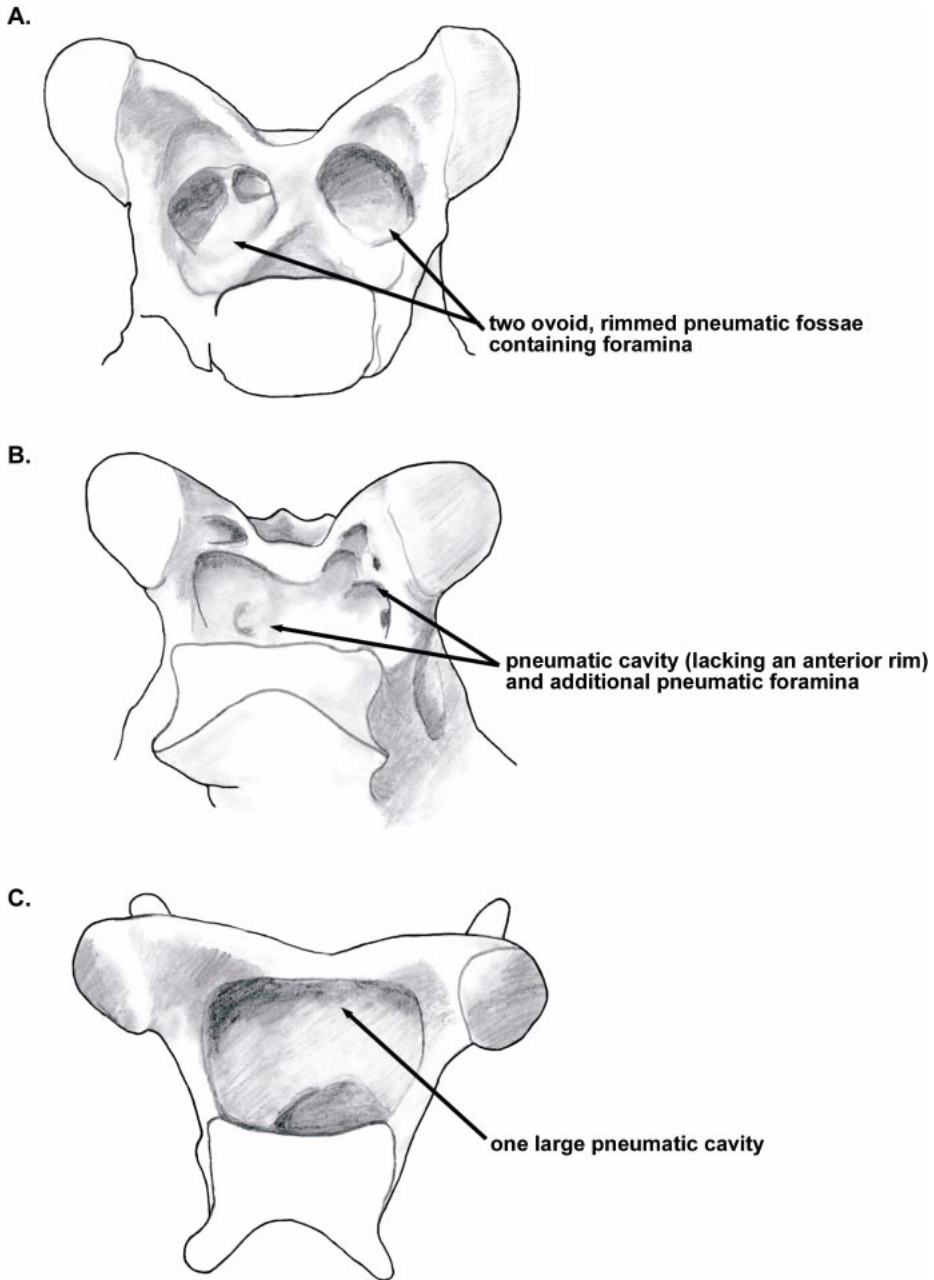 A.
two ovoid, rimmed pneumatic fossae
containing foramina
B.
pneumatic cavity (lacking an anterior rim)
and additional pneumatic foramina
C.
one large pneumatic cavity